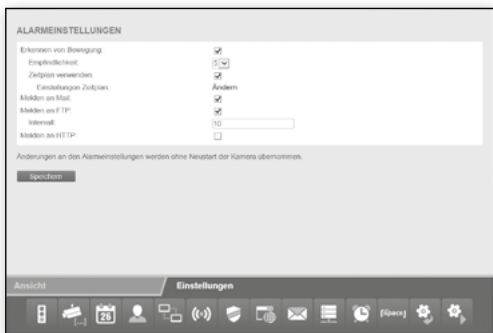 ALARMEINSTELLUNGEN
Erkennen von Bewegung:
Empfindlichkeit: 5
Zeitplan verwenden:
Einstellungen Zeitplan: Ändern
Melden an Mail:
Melden an FTP:
Intervall: 10
Melden an HTTP:
Änderungen an den Alarmeinstellungen werden ohne Neustart der Kamera übernommen.
Speichern
Ansicht Einstellungen
26 [Space]